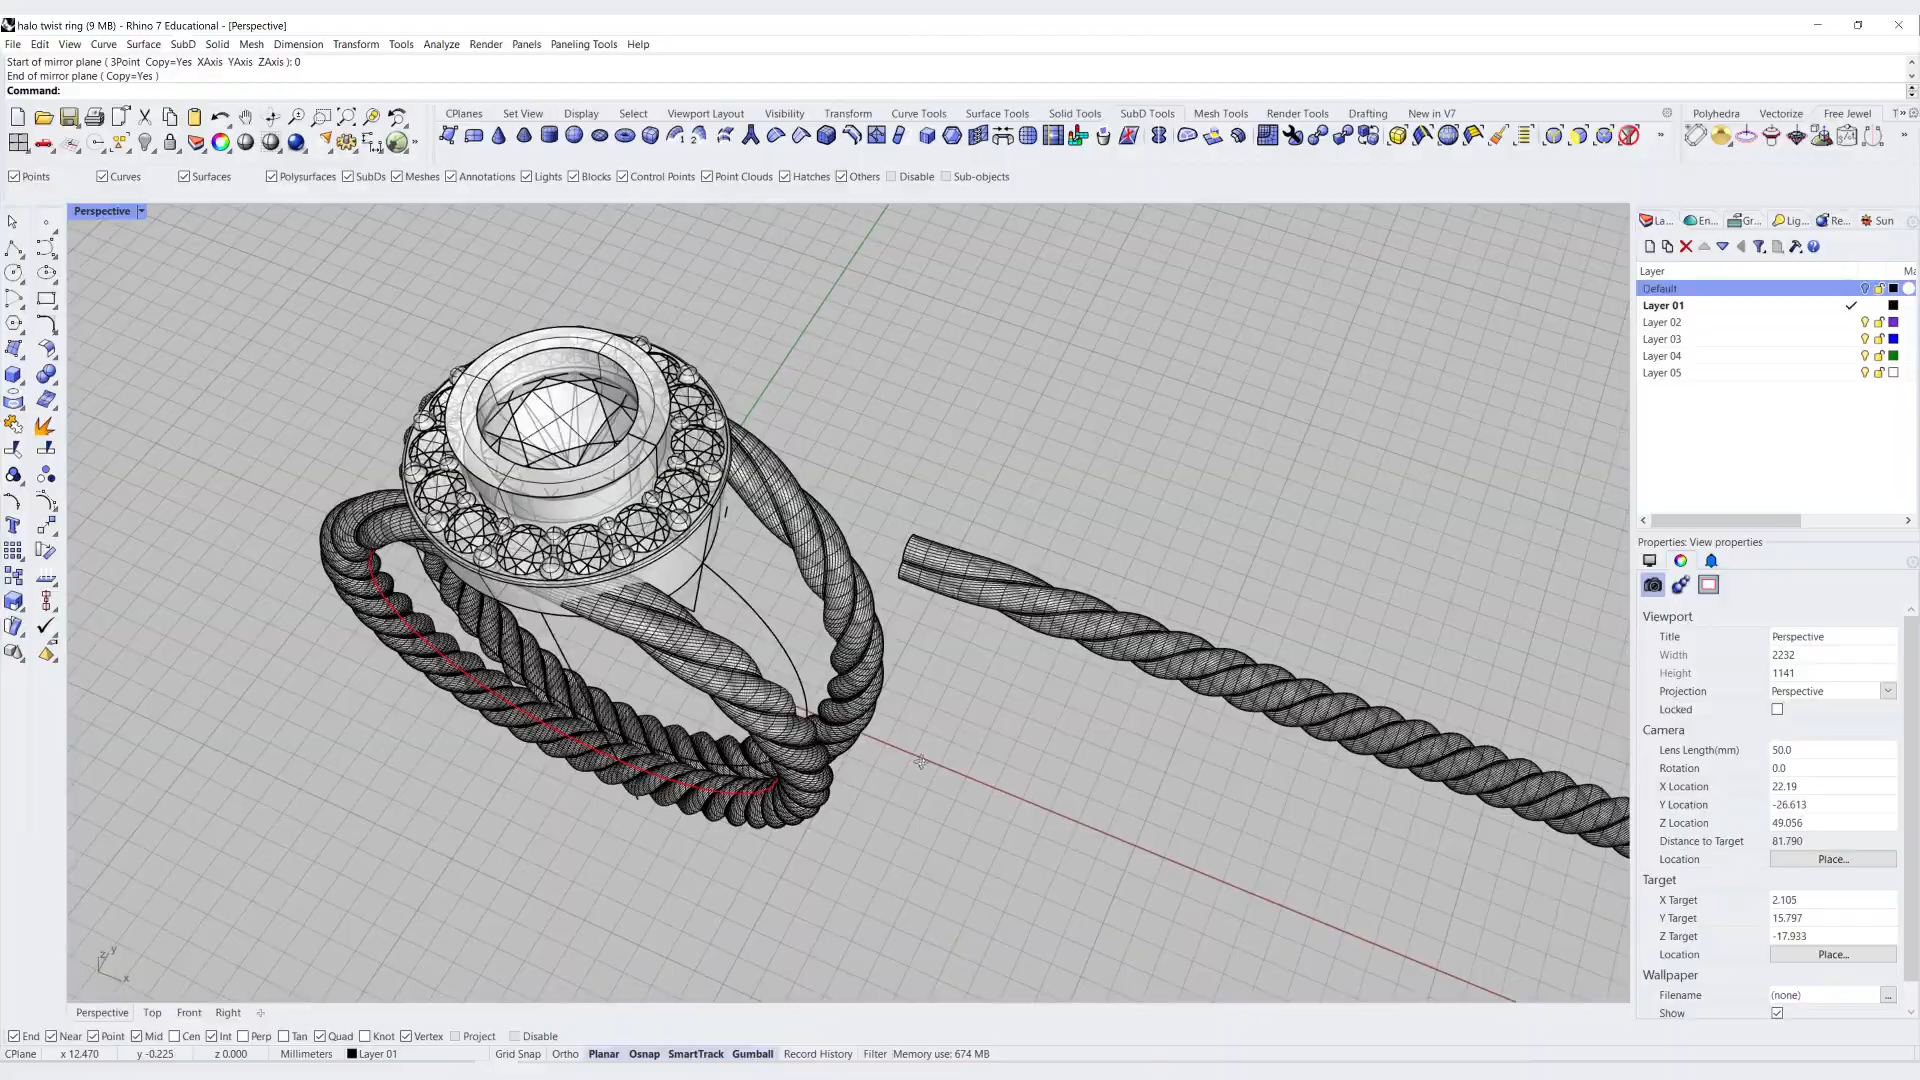 halo twist ring (9 MB) - Rhino 7 Educational - [Perspective]
File Edit View Curve Surface SubD Solid Mesh Dimension Transform Tools Analyze Render Panels Paneling Tools Help
Start of mirror plane ( 3Point Copy=Yes XAxis YAxis ZAxis ): 0
End of mirror plane ( Copy=Yes )
Command:
CPlanes Set View Display Select Viewport Layout Visibility Transform Curve Tools Surface Tools Solid Tools SubD Tools Mesh Tools Render Tools Drafting New in V7
Polyhedra Vectorize Free Jewel
Points Curves Surfaces Polysurfaces SubDs Meshes Annotations Lights Blocks Control Points Point Clouds Hatches Others Disable Sub-objects
Perspective
La... En... Gr... Lig... Re... Sun
Layer Ma
Default
Layer 01
Layer 02
Layer 03
Layer 04
Layer 05
Properties: View properties
Viewport
Title Perspective
Width 2232
Height 1141
Projection Perspective
Locked
Camera
Lens Length(mm) 50.0
Rotation 0.0
X Location 22.19
Y Location -26.613
Z Location 49.056
Distance to Target 81.790
Location Place...
Target
X Target 2.105
Y Target 15.797
Z Target -17.933
Location Place...
Wallpaper
Filename (none) ...
Show
z y
x
Perspective Top Front Right
End Near Point Mid Cen Int Perp Tan Quad Knot Vertex Project Disable
CPlane x 12.470 y -0.225 z 0.000 Millimeters Layer 01 Grid Snap Ortho Planar Osnap SmartTrack Gumball Record History Filter Memory use: 674 MB